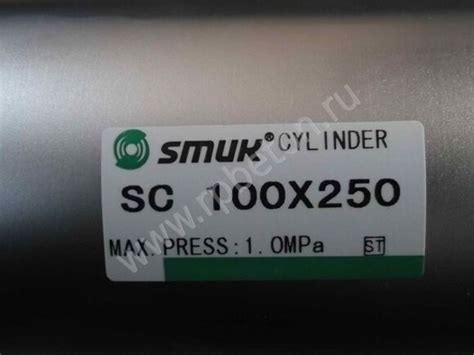 SMUK® CYLINDER
SC 100X250
MAX.PRESS:1.0MPa ST